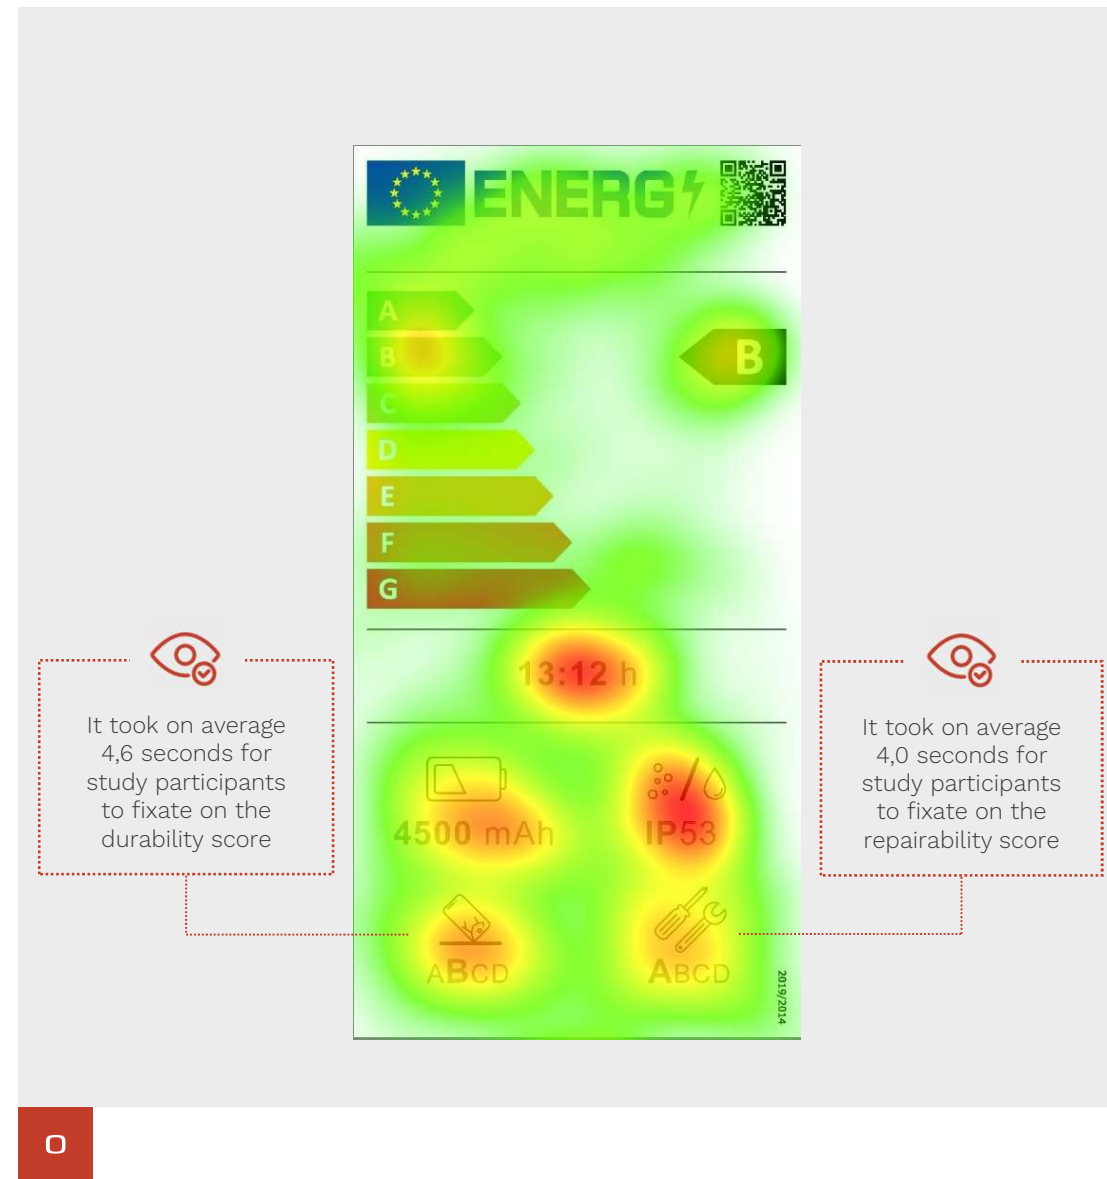 ENERG
A
B
B
C
D
E
F
G
13:12 h
It took on average
4,6 seconds for
study participants
to fixate on the
durability score
It took on average
4,0 seconds for
study participants
to fixate on the
repairability score
4500 mAh
IP53
ABCD
ABCD
2019/2014